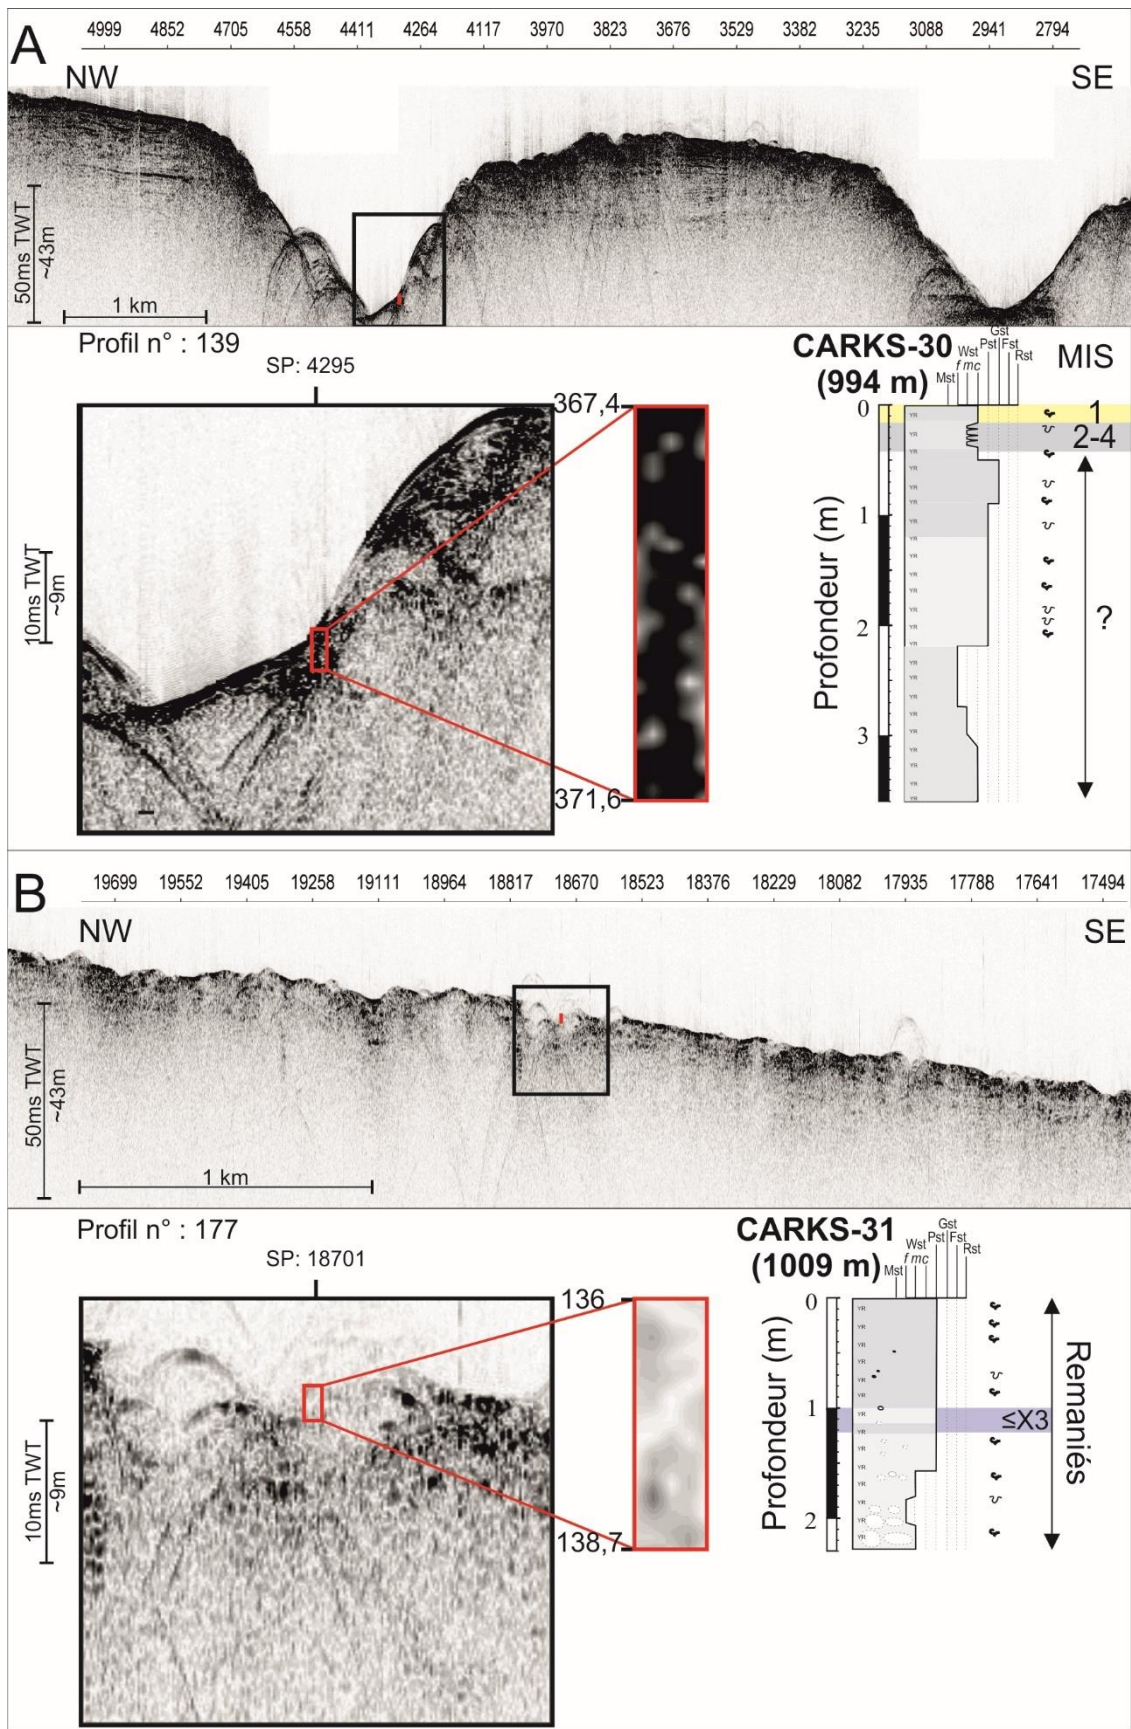 A
4999 4852 4705 4558 4411 4264 4117 3970 3823 3676 3529 3382 3235 3088 2941 2794
NW
SE
50ms TWT
~43m
1 km
Profil n° : 139
SP: 4295
10ms TWT
~9m
367,4
371,6
CARKS-30
(994 m)
Mst
Wst
f mc
Pst
Gst
Fst
Rst
MIS
Profondeur (m)
0
1
2
3
1
2-4
?
B
19699 19552 19405 19258 19111 18964 18817 18670 18523 18376 18229 18082 17935 17788 17641 17494
NW
SE
50ms TWT
~43m
1 km
Profil n° : 177
SP: 18701
10ms TWT
~9m
136
138,7
CARKS-31
(1009 m)
Mst
Wst
f mc
Pst
Gst
Fst
Rst
Profondeur (m)
0
1
2
≤X3
Remaniés